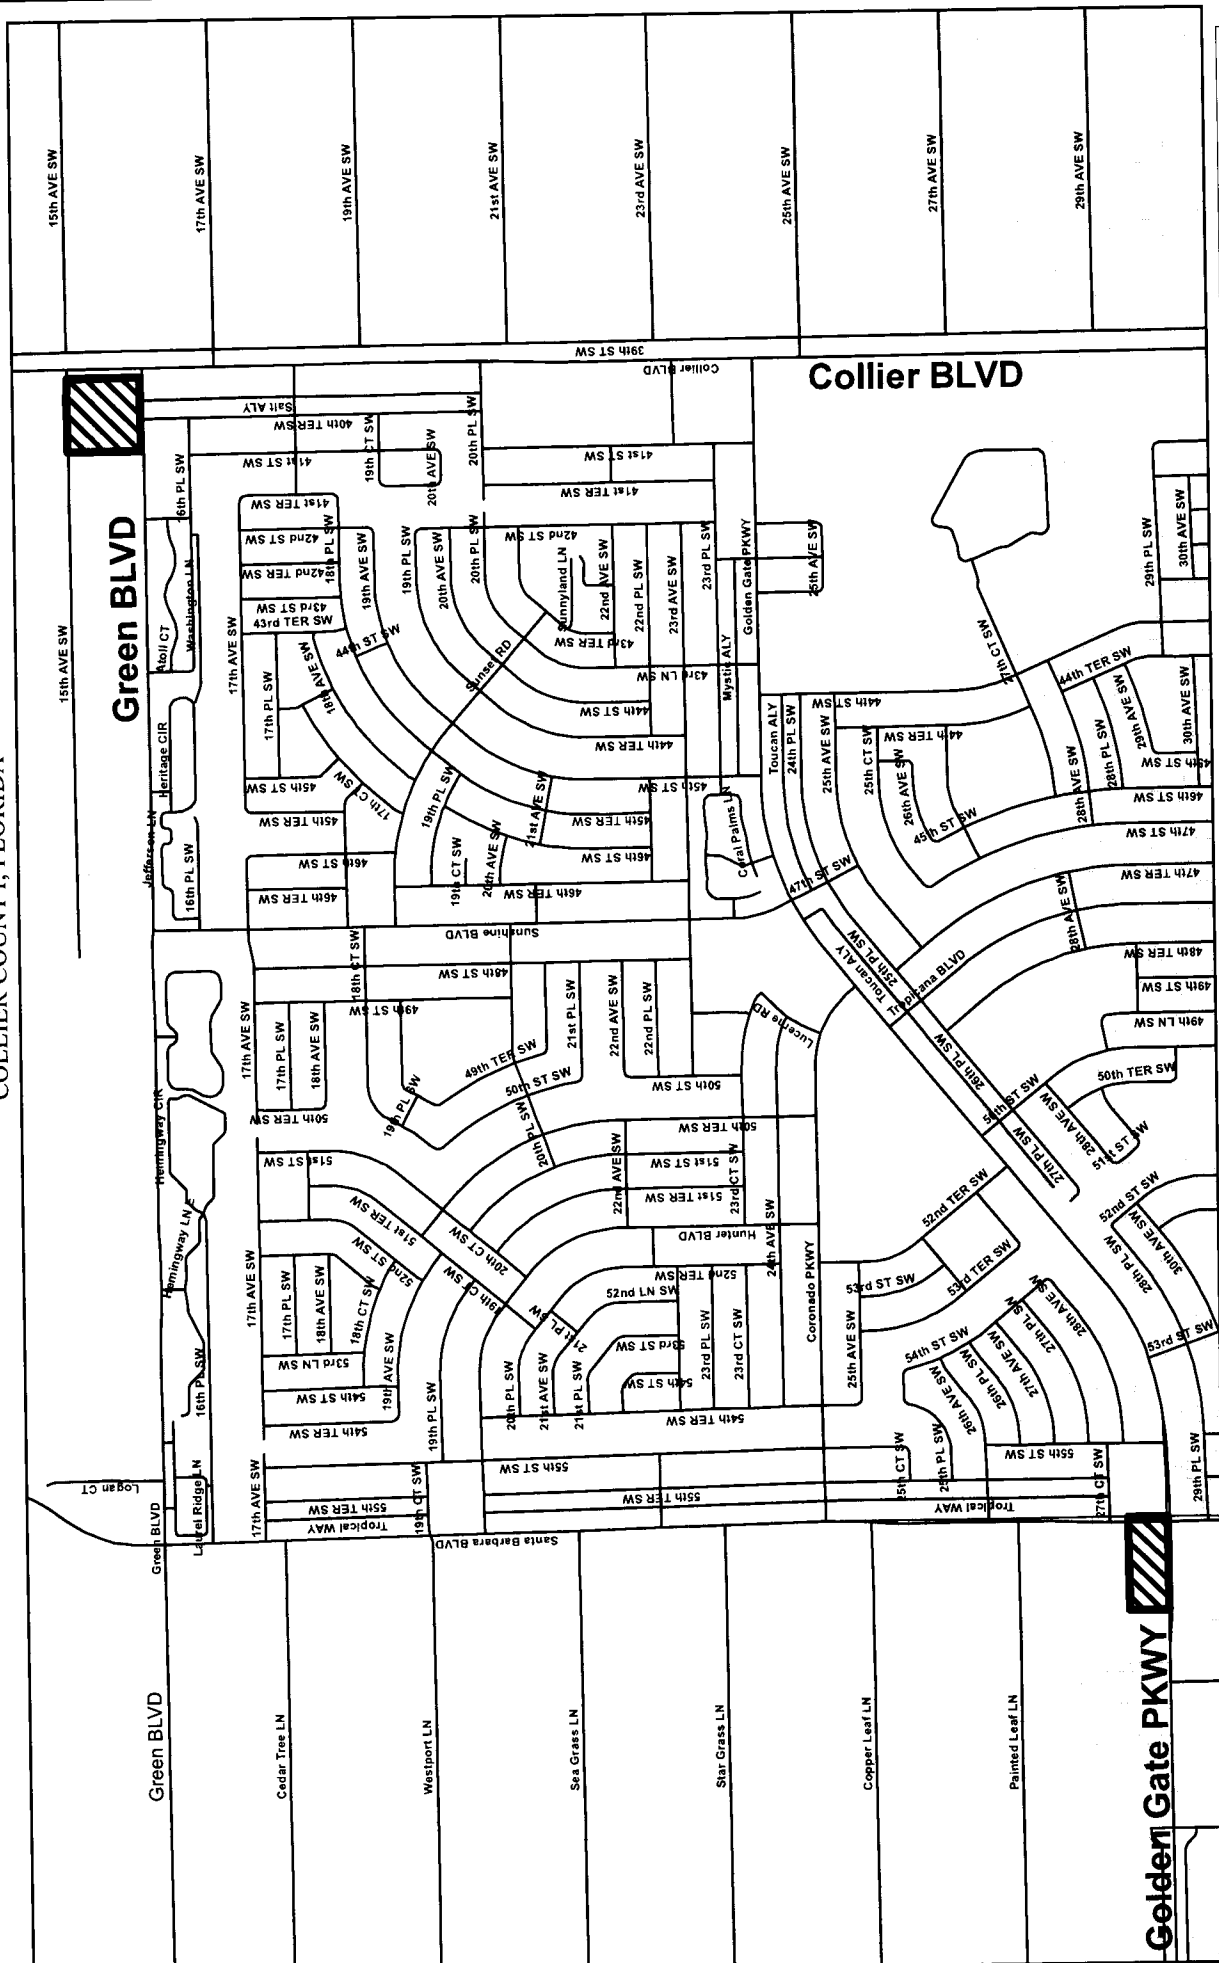 COLLIER COUNTY, FLORIDA
15th AVE SW
17th AVE SW
19th AVE SW
21st AVE SW
23rd AVE SW
25th AVE SW
27th AVE SW
29th AVE SW
39th ST SW
Collier BLVD
Collier BLVD
Green BLVD
15th AVE SW
Salt ALY
40th TER SW
41st ST SW
19th CT SW
20th AVE SW
20th PL SW
41st ST SW
41st TER SW
16th PL SW
41st TER SW
42nd ST SW
42nd TER SW
18th PL SW
43rd ST SW
43rd TER SW
19th AVE SW
19th PL SW
20th AVE SW
20th PL SW
42nd ST SW
Sunnyland LN
22nd AVE SW
22nd PL SW
23rd AVE SW
23rd PL SW
Golden Gate PKWY
25th AVE SW
29th PL SW
30th AVE SW
Atoll CT
Washington LN
17th AVE SW
17th PL SW
18th AVE SW
44th ST SW
Sunset RD
43rd TER SW
43rd LN SW
Mystic ALY
27th CT SW
44th TER SW
Heritage CIR
Jefferson LN
16th PL SW
45th ST SW
45th TER SW
17th CT SW
46th ST SW
46th TER SW
19th PL SW
19th CT SW
20th AVE SW
21st AVE SW
44th ST SW
44th TER SW
45th ST SW
45th TER SW
46th ST SW
46th TER SW
Coral Palms LN
Toucan ALY
24th PL SW
25th AVE SW
44th ST SW
25th CT SW
44th TER SW
26th AVE SW
45th ST SW
28th AVE SW
28th PL SW
29th AVE SW
30th AVE SW
45th ST SW
46th ST SW
47th ST SW
47th TER SW
47th ST SW
Sunshine BLVD
18th CT SW
48th ST SW
49th ST SW
21st PL SW
22nd AVE SW
22nd PL SW
Lucerne RD
Toucan ALY
25th PL SW
Tropicana BLVD
28th AVE SW
48th TER SW
49th ST SW
49th LN SW
17th AVE SW
17th PL SW
18th AVE SW
50th TER SW
19th PL SW
49th TER SW
50th ST SW
20th PL SW
50th ST SW
50th TER SW
26th PL SW
50th ST SW
50th TER SW
28th AVE SW
27th PL SW
51st ST SW
Hemingway CIR
Hemingway LN E
51st ST SW
51st TER SW
20th CT SW
22nd AVE SW
51st ST SW
51st TER SW
23rd CT SW
24th AVE SW
Hunter BLVD
52nd TER SW
52nd ST SW
30th AVE SW
28th PL SW
17th AVE SW
17th PL SW
18th AVE SW
18th CT SW
52nd ST SW
19th CT SW
21st PL SW
52nd LN SW
52nd TER SW
Coronado PKWY
53rd ST SW
53rd TER SW
53rd ST SW
53rd LN SW
54th ST SW
54th TER SW
19th AVE SW
19th PL SW
20th PL SW
21st AVE SW
21st PL SW
53rd ST SW
54th ST SW
23rd PL SW
23rd CT SW
54th TER SW
25th AVE SW
54th ST SW
26th AVE SW
26th PL SW
27th AVE SW
27th PL SW
28th AVE SW
16th PL SW
Logan CT
Laurel Ridge LN
Green BLVD
17th AVE SW
55th TER SW
Tropical WAY
19th CT SW
55th ST SW
55th TER SW
Santa Barbara BLVD
25th CT SW
25th PL SW
55th ST SW
Tropical WAY
27th CT SW
29th PL SW
Green BLVD
Cedar Tree LN
Westport LN
Sea Grass LN
Star Grass LN
Copper Leaf LN
Painted Leaf LN
Golden Gate PKWY